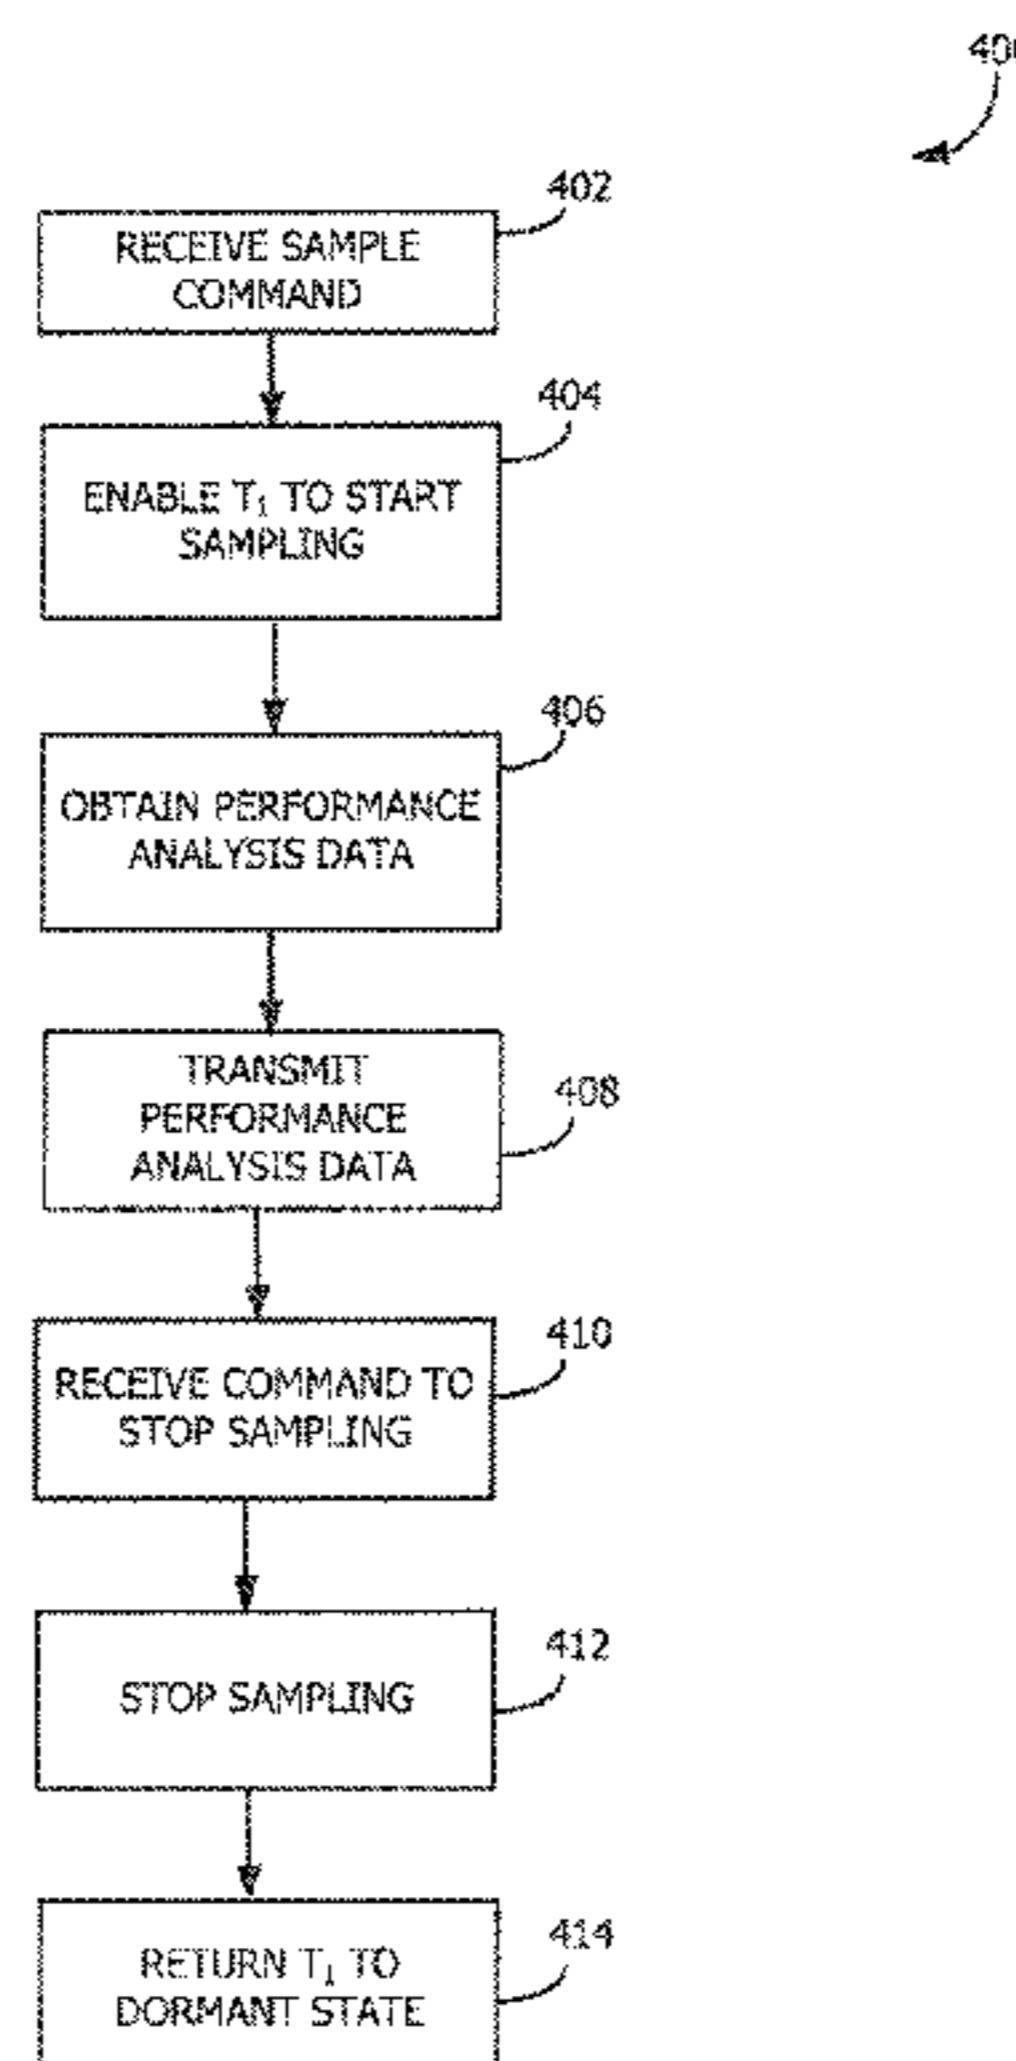 402
RECEIVE SAMPLE
COMMAND
404
ENABLE T₁ TO START
SAMPLING
406
OBTAIN PERFORMANCE
ANALYSIS DATA
TRANSMIT
408
PERFORMANCE
ANALYSIS DATA
410
RECEIVE COMMAND TO
STOP SAMPLING
412
STOP SAMPLING
414
RETURN T₁ TO
DORMANT STATE